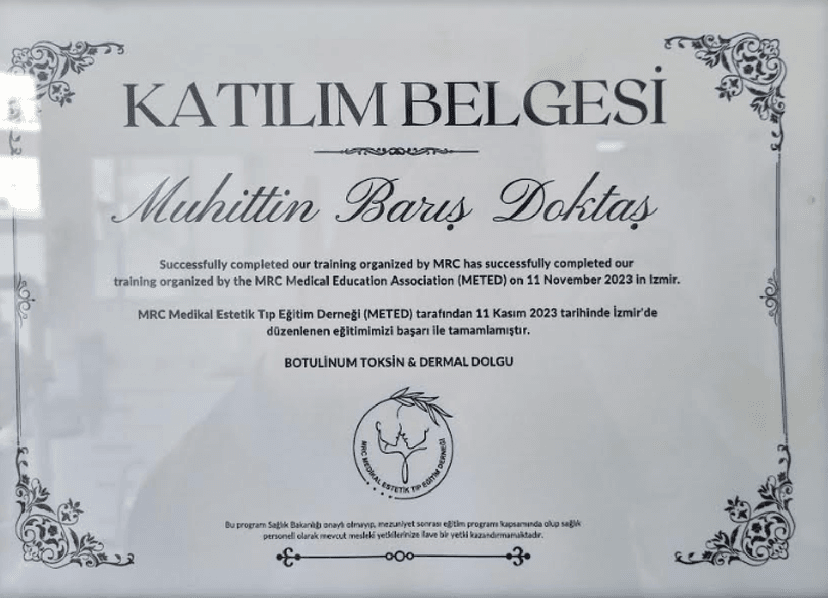 KATILIM BELGESİ
Muhittin Barış Doktaş
Successfully completed our training organized by MRC has successfully completed our
training organized by the MRC Medical Education Association (METED) on 11 November 2023 in Izmir.
MRC Medikal Estetik Tıp Eğitim Derneği (METED) tarafından 11 Kasım 2023 tarihinde İzmir'de
düzenlenen eğitimimizi başarı ile tamamlamıştır.
BOTULİNUM TOKSİN & DERMAL DOLGU
MRC MEDİKAL ESTETİK TIP EĞİTİM DERNEĞİ
Bu program Sağlık Bakanlığı onaylı olmayıp, mezuniyet sonrası eğitim programı kapsamında olup sağlık
personeli olarak mevcut mesleki yetkilerinize ilave bir yetki kazandırmamaktadır.